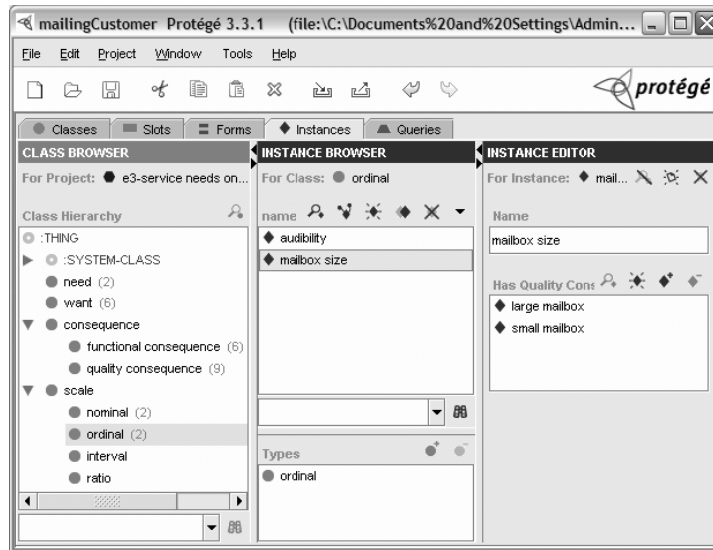 mailingCustomer Protégé 3.3.1 (file:\C:\Documents%20and%20Settings\Admin...
File Edit Project Window Tools Help
protégé
Classes Slots Forms Instances Queries
CLASS BROWSER
For Project: e3-service needs on...
Class Hierarchy
:THING
:SYSTEM-CLASS
need (2)
want (6)
consequence
functional consequence (6)
quality consequence (9)
scale
nominal (2)
ordinal (2)
interval
ratio
INSTANCE BROWSER
For Class: ordinal
name
audibility
mailbox size
Types
ordinal
INSTANCE EDITOR
For Instance: mail...
Name
mailbox size
Has Quality Cons
large mailbox
small mailbox